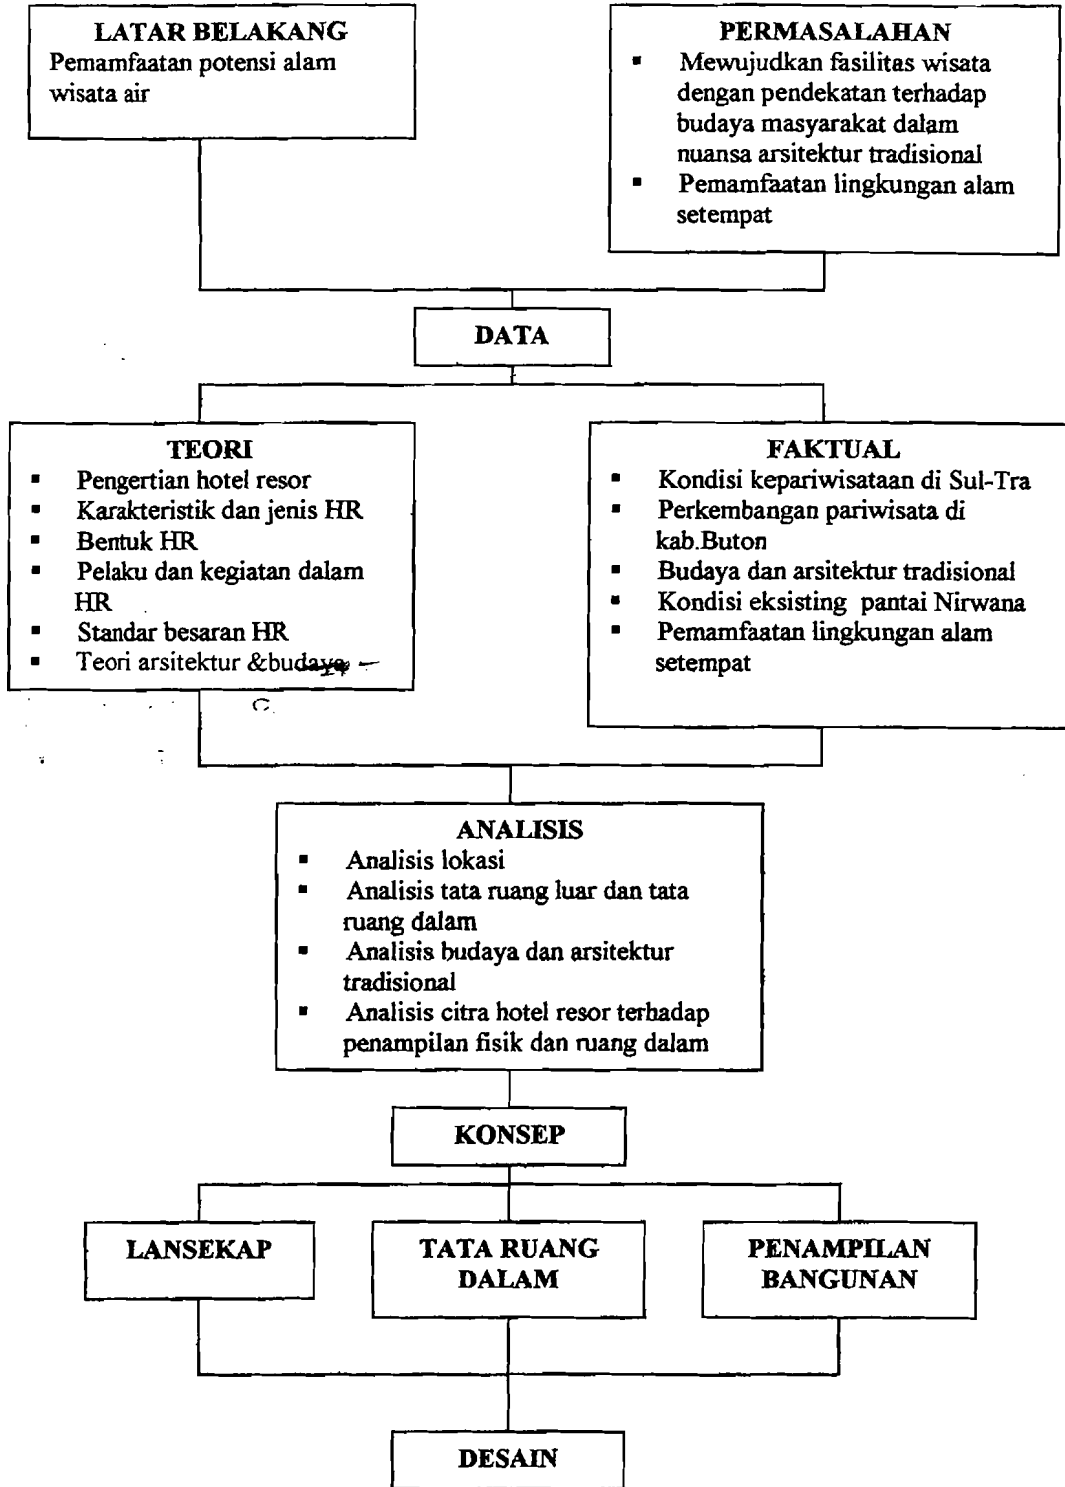 LATAR BELAKANG
Pemamfaatan potensi alam
wisata air
PERMASALAHAN
▪ Mewujudkan fasilitas wisata
dengan pendekatan terhadap
budaya masyarakat dalam
nuansa arsitektur tradisional
▪ Pemamfaatan lingkungan alam
setempat
DATA
TEORI
▪ Pengertian hotel resor
▪ Karakteristik dan jenis HR
▪ Bentuk HR
▪ Pelaku dan kegiatan dalam
HR
▪ Standar besaran HR
▪ Teori arsitektur &budaya
FAKTUAL
▪ Kondisi kepariwisataan di Sul-Tra
▪ Perkembangan pariwisata di
kab.Buton
▪ Budaya dan arsitektur tradisional
▪ Kondisi eksisting pantai Nirwana
▪ Pemamfaatan lingkungan alam
setempat
ANALISIS
▪ Analisis lokasi
▪ Analisis tata ruang luar dan tata
ruang dalam
▪ Analisis budaya dan arsitektur
tradisional
▪ Analisis citra hotel resor terhadap
penampilan fisik dan ruang dalam
KONSEP
LANSEKAP
TATA RUANG
DALAM
PENAMPILAN
BANGUNAN
DESAIN